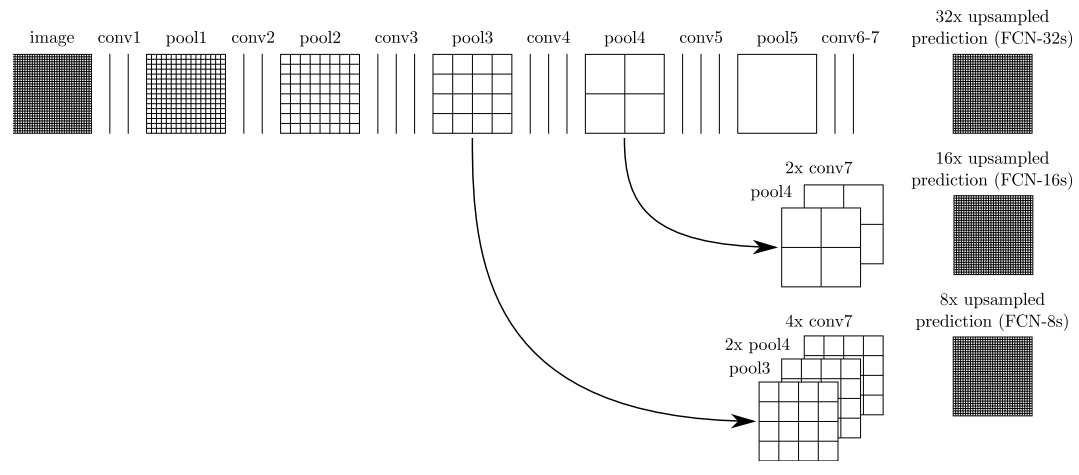 image
conv1
pool1
conv2
pool2
conv3
pool3
conv4
pool4
conv5
pool5
conv6-7
32x upsampled
prediction (FCN-32s)
16x upsampled
prediction (FCN-16s)
2x conv7
pool4
8x upsampled
prediction (FCN-8s)
4x conv7
2x pool4
pool3